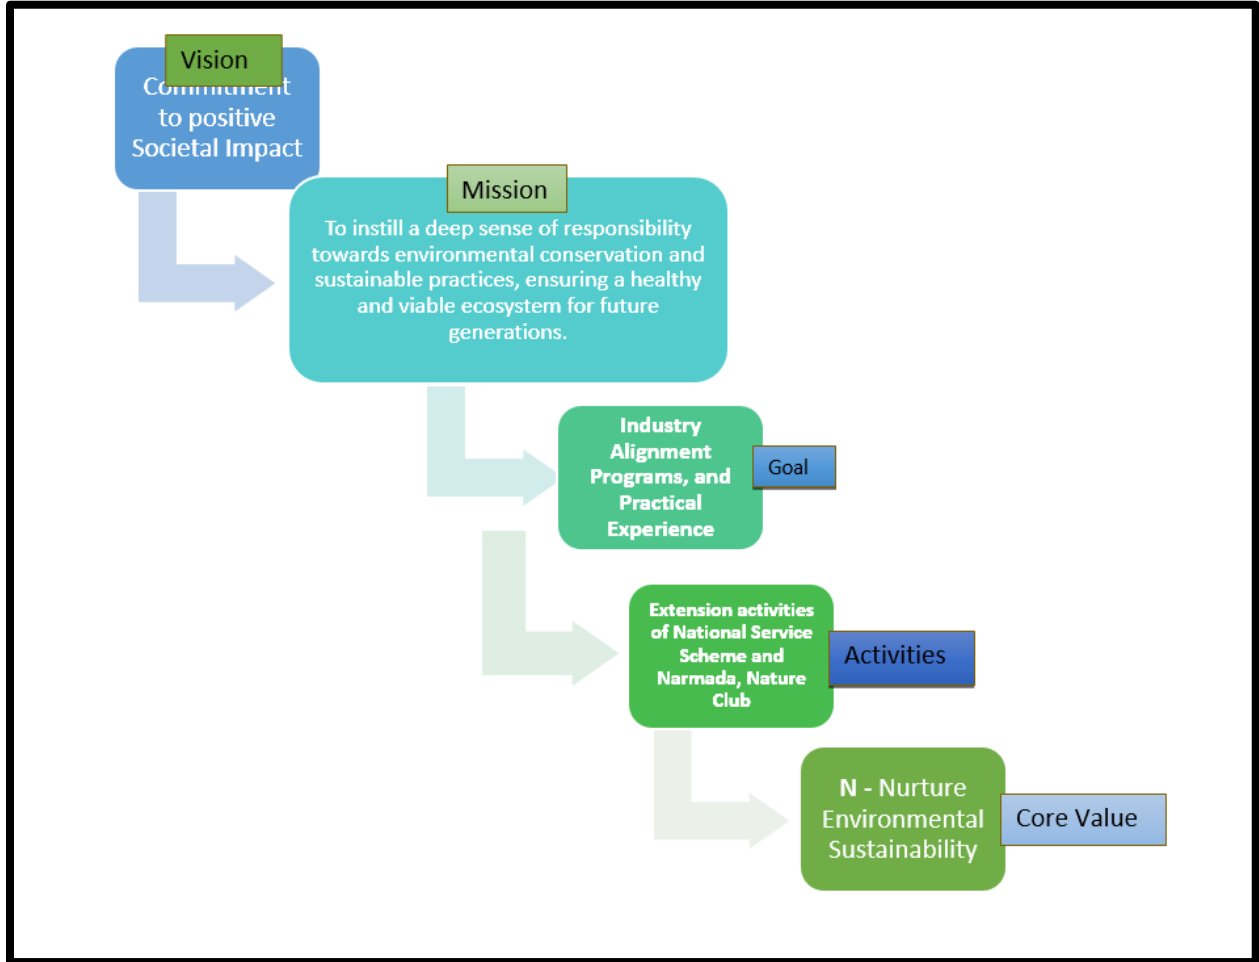 Vision
Commitment
to positive
Societal Impact
Mission
To instill a deep sense of responsibility
towards environmental conservation and
sustainable practices, ensuring a healthy
and viable ecosystem for future
generations.
Industry
Alignment
Programs, and
Practical
Experience
Goal
Extension activities
of National Service
Scheme and
Narmada, Nature
Club
Activities
N - Nurture
Environmental
Sustainability
Core Value